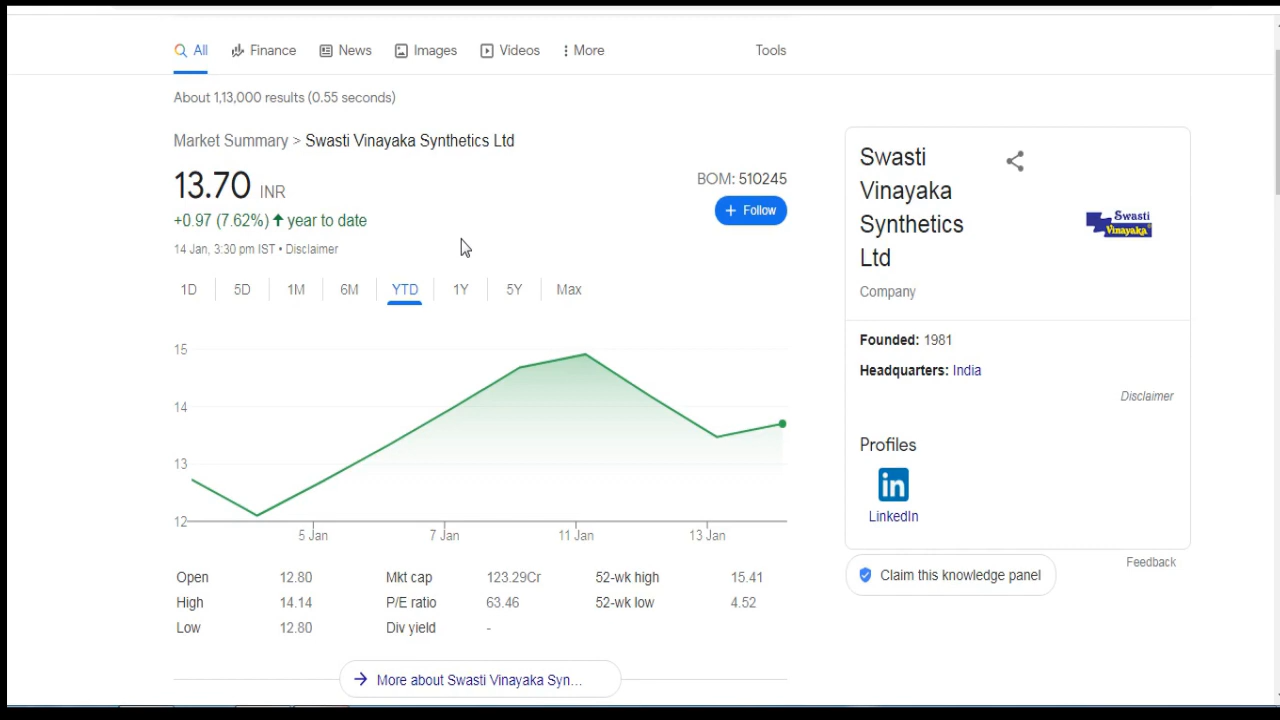 All Finance News Images Videos More Tools
About 1,13,000 results (0.55 seconds)
Market Summary > Swasti Vinayaka Synthetics Ltd
13.70 INR
+0.97 (7.62%) year to date
14 Jan, 3:30 pm IST • Disclaimer
BOM: 510245
+ Follow
1D 5D 1M 6M YTD 1Y 5Y Max
15
14
13
12
5 Jan 7 Jan 11 Jan 13 Jan
Open 12.80 Mkt cap 123.29Cr 52-wk high 15.41
High 14.14 P/E ratio 63.46 52-wk low 4.52
Low 12.80 Div yield -
More about Swasti Vinayaka Syn...
Swasti
Vinayaka
Synthetics
Ltd
Company
Swasti
Vinayaka
Founded: 1981
Headquarters: India
Disclaimer
Profiles
in
LinkedIn
Feedback
Claim this knowledge panel